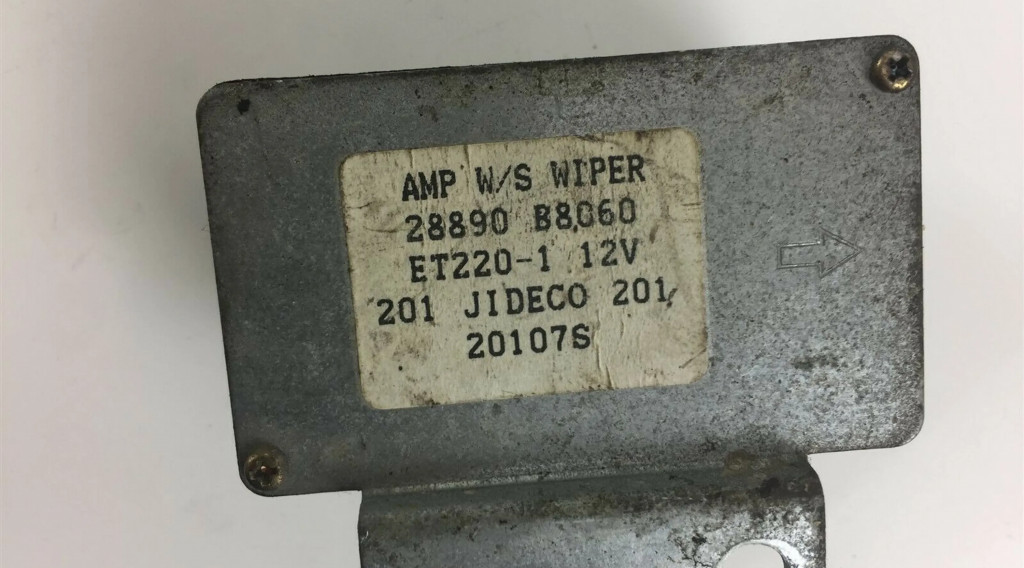 AMP W/S WIPER
28890 B8060
ET220-1 12V
201 JIDECO 201
20107S